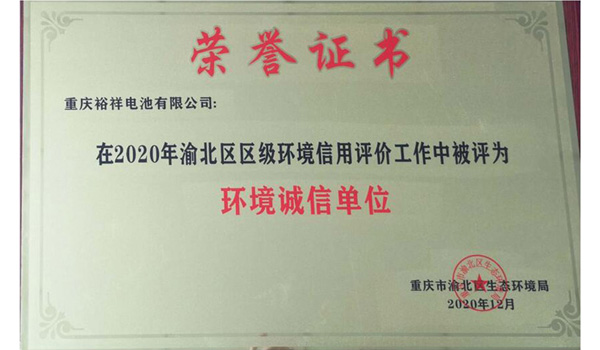 荣誉证书
重庆裕祥电池有限公司:
在2020年渝北区区级环境信用评价工作中被评为
环境诚信单位
重庆市渝北区生态环境局
2020年12月